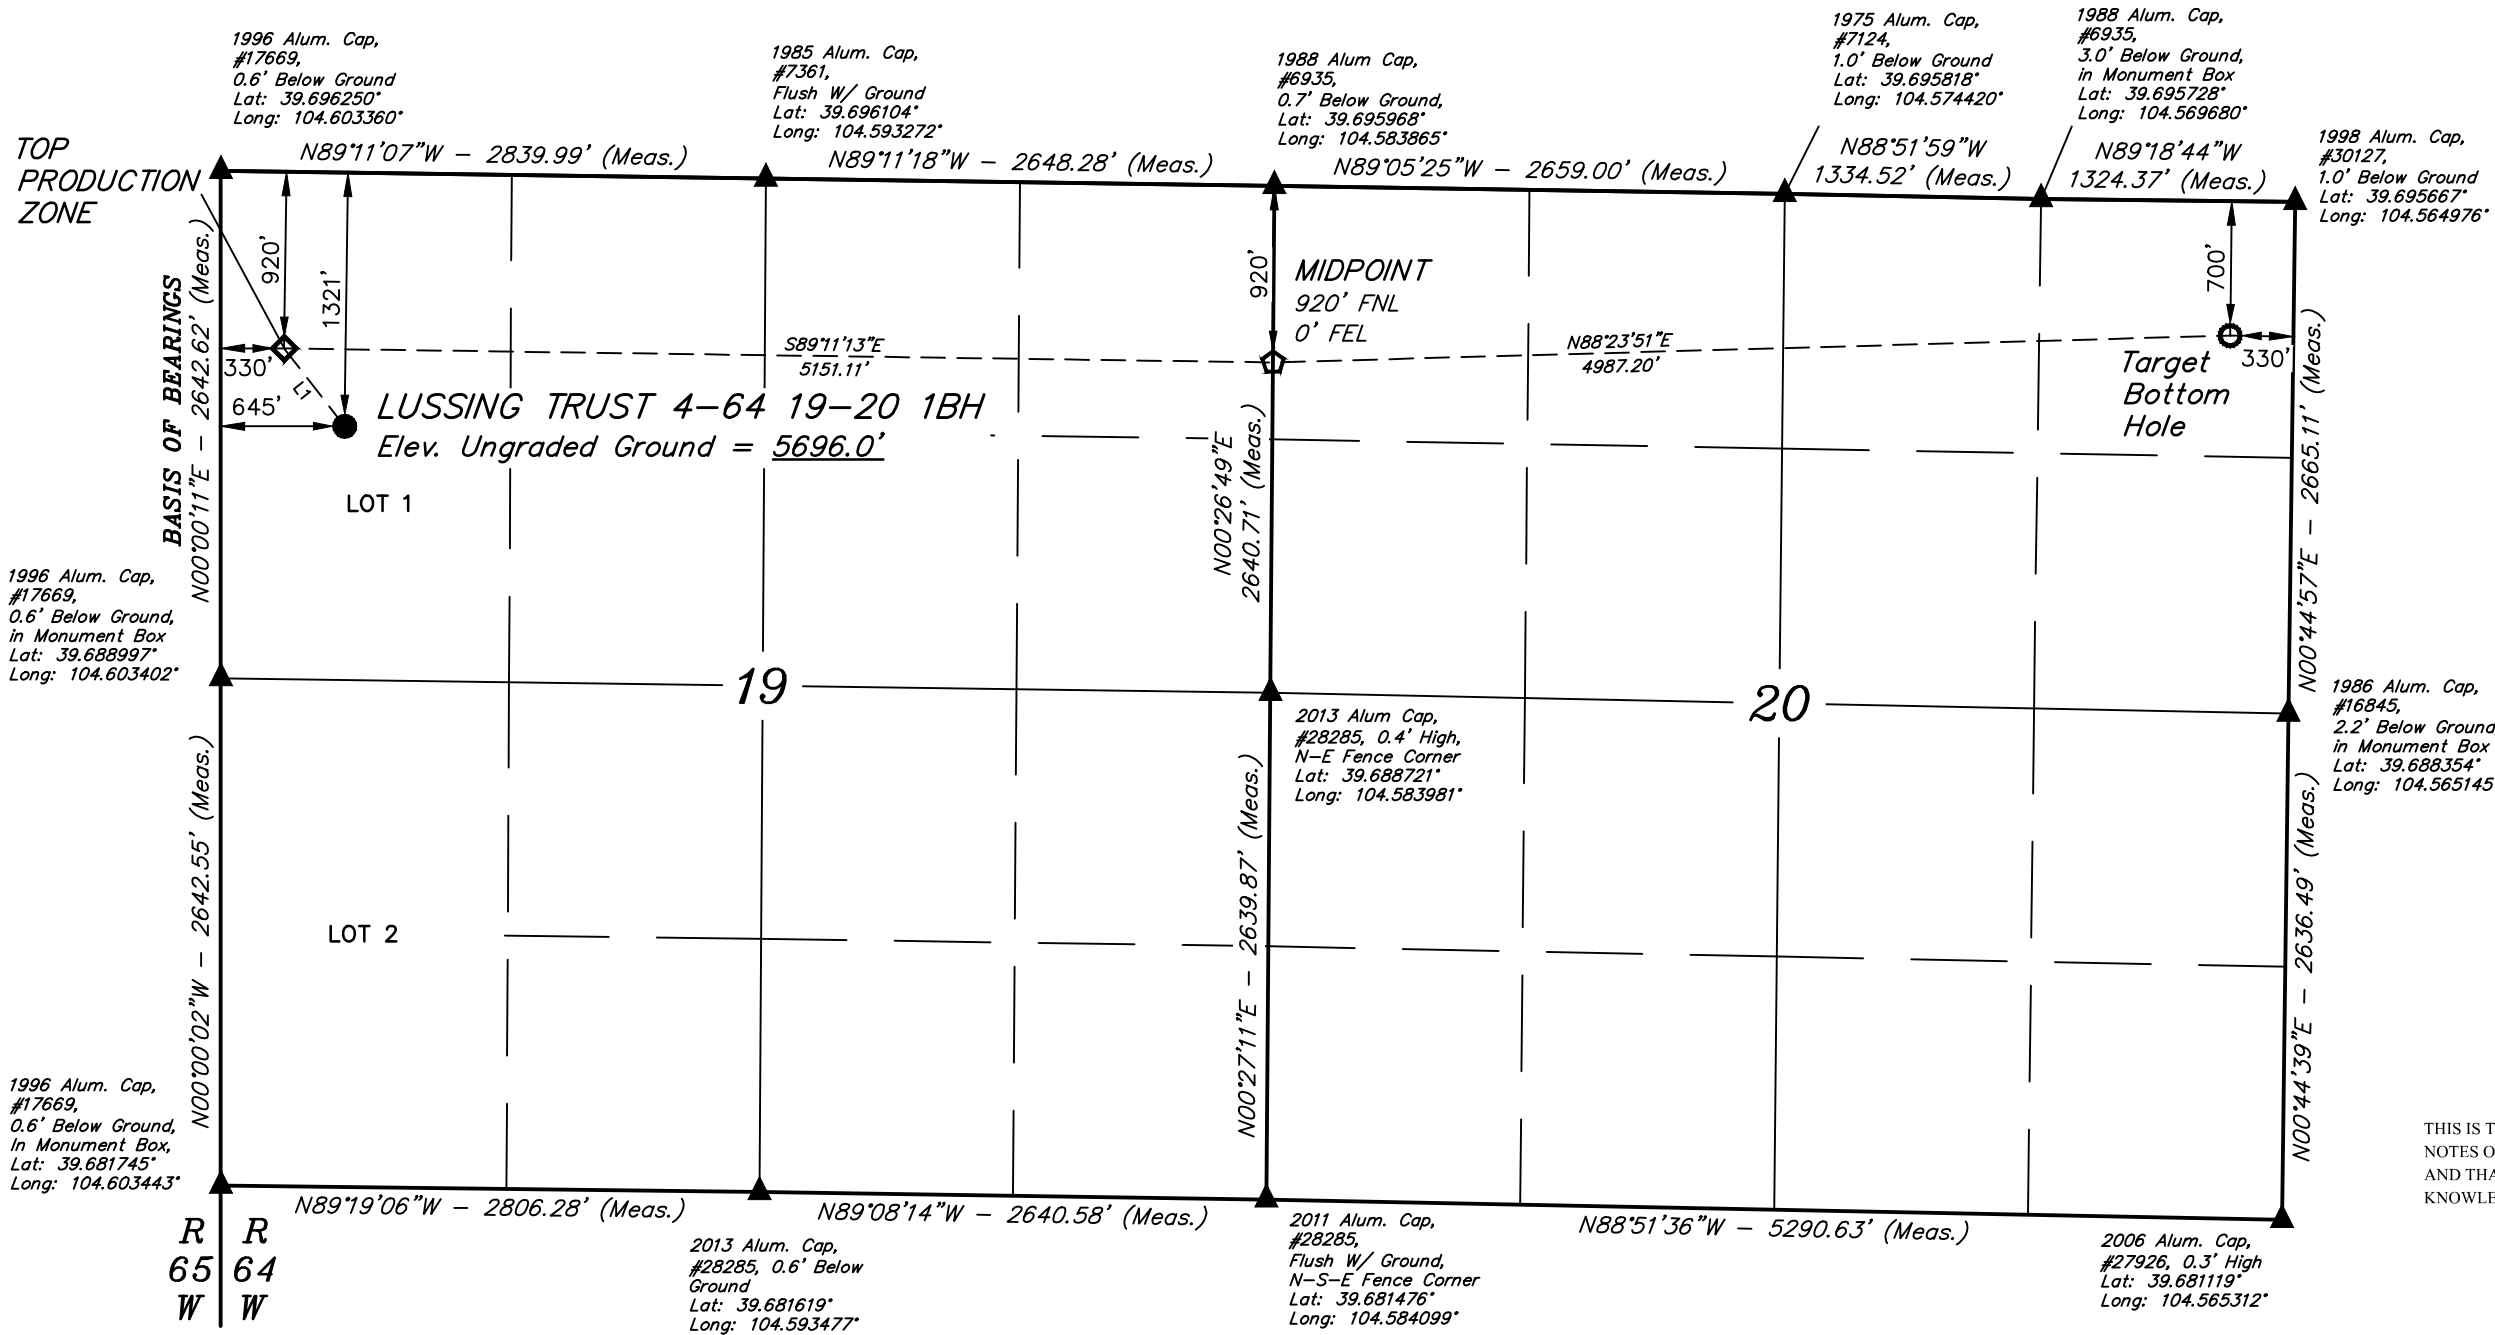 1996 Alum. Cap,
#17669,
0.6' Below Ground
Lat: 39.696250°
Long: 104.603360°
1985 Alum. Cap,
#7361,
Flush W/ Ground
Lat: 39.696104°
Long: 104.593272°
1988 Alum Cap,
#6935,
0.7' Below Ground,
Lat: 39.695968°
Long: 104.583865°
1975 Alum. Cap,
#7124,
1.0' Below Ground
Lat: 39.695818°
Long: 104.574420°
1988 Alum. Cap,
#6935,
3.0' Below Ground,
in Monument Box
Lat: 39.695728°
Long: 104.569680°
1998 Alum. Cap,
#30127,
1.0' Below Ground
Lat: 39.695667°
Long: 104.564976°
TOP
PRODUCTION
ZONE
N89°11'07"W - 2839.99' (Meas.)
N89°11'18"W - 2648.28' (Meas.)
N89°05'25"W - 2659.00' (Meas.)
N88°51'59"W
1334.52' (Meas.)
N89°18'44"W
1324.37' (Meas.)
BASIS OF BEARINGS
N00°00'11"E - 2642.62' (Meas.)
920'
1321'
330'
645'
L1
S89°11'13"E
5151.11'
920'
MIDPOINT
920' FNL
0' FEL
N88°23'51"E
4987.20'
700'
330'
Target
Bottom
Hole
LUSSING TRUST 4-64 19-20 1BH
Elev. Ungraded Ground = 5696.0'
LOT 1
N00°26'49"E
2640.71' (Meas.)
N00°44'57"E - 2665.11' (Meas.)
1996 Alum. Cap,
#17669,
0.6' Below Ground,
in Monument Box
Lat: 39.688997°
Long: 104.603402°
19
20
2013 Alum Cap,
#28285, 0.4' High,
N-E Fence Corner
Lat: 39.688721°
Long: 104.583981°
1986 Alum. Cap,
#16845,
2.2' Below Ground
in Monument Box
Lat: 39.688354°
Long: 104.565145
N00°00'02"W - 2642.55' (Meas.)
LOT 2
N00°27'11"E - 2639.87' (Meas.)
N00°44'39"E - 2636.49' (Meas.)
1996 Alum. Cap,
#17669,
0.6' Below Ground,
In Monument Box,
Lat: 39.681745°
Long: 104.603443°
THIS IS T
NOTES O
AND THA
KNOWLE
N89°19'06"W - 2806.28' (Meas.)
N89°08'14"W - 2640.58' (Meas.)
N88°51'36"W - 5290.63' (Meas.)
R R
65 64
W W
2013 Alum. Cap,
#28285, 0.6' Below
Ground
Lat: 39.681619°
Long: 104.593477°
2011 Alum. Cap,
#28285,
Flush W/ Ground,
N-S-E Fence Corner
Lat: 39.681476°
Long: 104.584099°
2006 Alum. Cap,
#27926, 0.3' High
Lat: 39.681119°
Long: 104.565312°